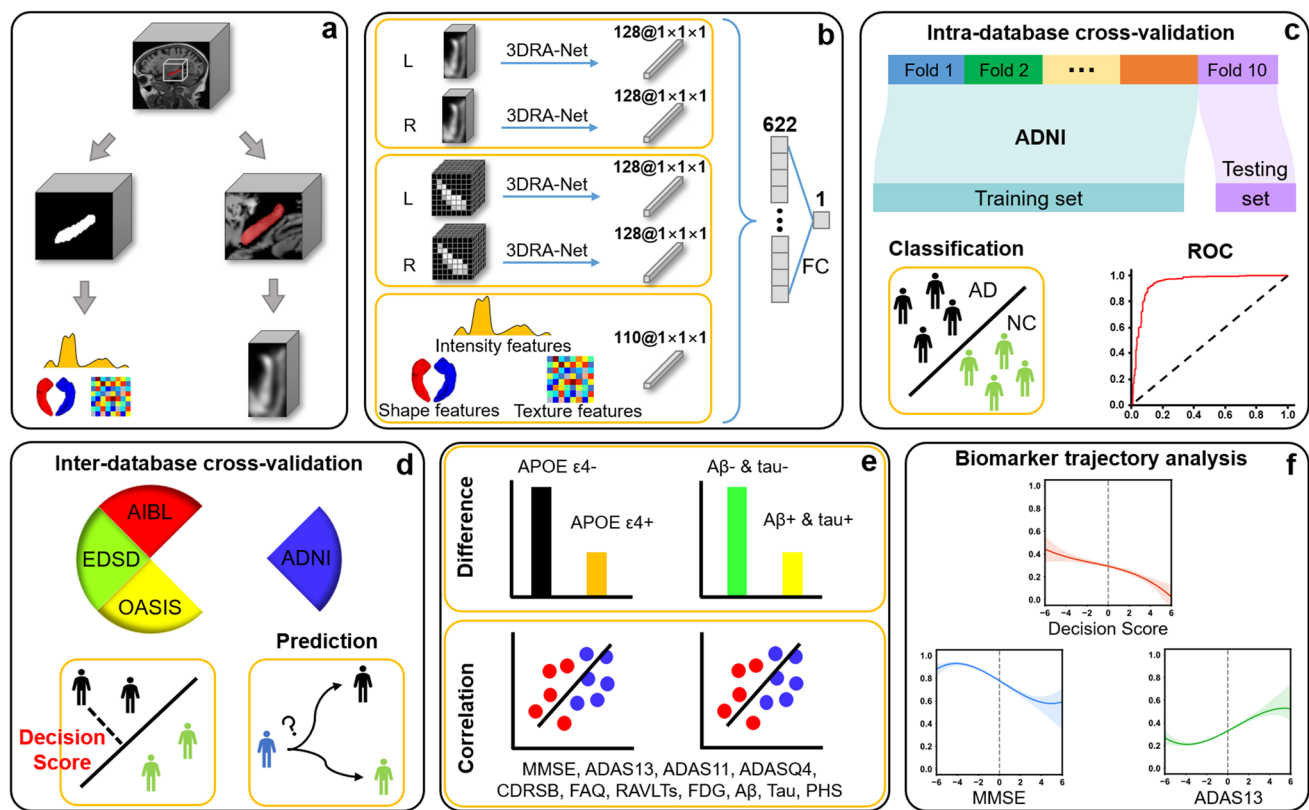 a
b
L
3DRA-Net
128@1×1×1
R
3DRA-Net
128@1×1×1
L
3DRA-Net
128@1×1×1
R
3DRA-Net
128@1×1×1
Intensity features
110@1×1×1
Shape features
Texture features
622
1
FC
Intra-database cross-validation
c
Fold 1
Fold 2
...
Fold 10
ADNI
Training set
Testing
set
Classification
AD
NC
ROC
1.0
0.8
0.6
0.4
0.2
0.0
0.0 0.2 0.4 0.6 0.8 1.0
Inter-database cross-validation
d
AIBL
EDSD
OASIS
ADNI
Decision
Score
Prediction
?
e
Difference
APOE ε4-
APOE ε4+
Aβ- & tau-
Aβ+ & tau+
Correlation
MMSE, ADAS13, ADAS11, ADASQ4,
CDRSB, FAQ, RAVLTs, FDG, Aβ, Tau, PHS
Biomarker trajectory analysis
f
1.0
0.8
0.6
0.4
0.2
0.0
−6 −4 −2 0 2 4 6
Decision Score
1.0
0.8
0.6
0.4
0.2
0.0
−6 −4 −2 0 2 4 6
MMSE
1.0
0.8
0.6
0.4
0.2
0.0
−6 −4 −2 0 2 4 6
ADAS13